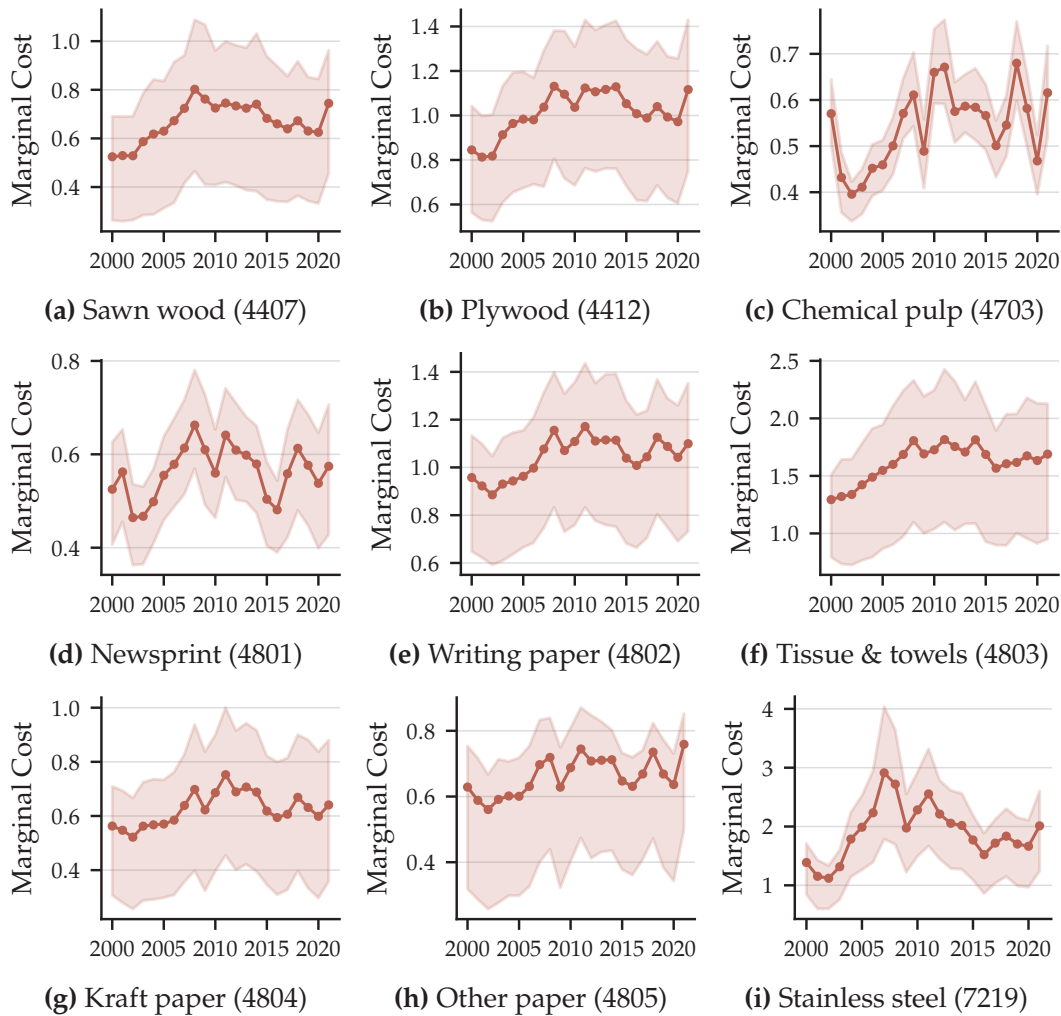 Marginal Cost
1.0
0.8
0.6
0.4
2000 2005 2010 2015 2020
(a) Sawn wood (4407)
Marginal Cost
1.4
1.2
1.0
0.8
0.6
2000 2005 2010 2015 2020
(b) Plywood (4412)
Marginal Cost
0.7
0.6
0.5
0.4
2000 2005 2010 2015 2020
(c) Chemical pulp (4703)
Marginal Cost
0.8
0.6
0.4
2000 2005 2010 2015 2020
(d) Newsprint (4801)
Marginal Cost
1.4
1.2
1.0
0.8
0.6
2000 2005 2010 2015 2020
(e) Writing paper (4802)
Marginal Cost
2.5
2.0
1.5
1.0
2000 2005 2010 2015 2020
(f) Tissue & towels (4803)
Marginal Cost
1.0
0.8
0.6
0.4
2000 2005 2010 2015 2020
(g) Kraft paper (4804)
Marginal Cost
0.8
0.6
0.4
2000 2005 2010 2015 2020
(h) Other paper (4805)
Marginal Cost
4
3
2
1
2000 2005 2010 2015 2020
(i) Stainless steel (7219)